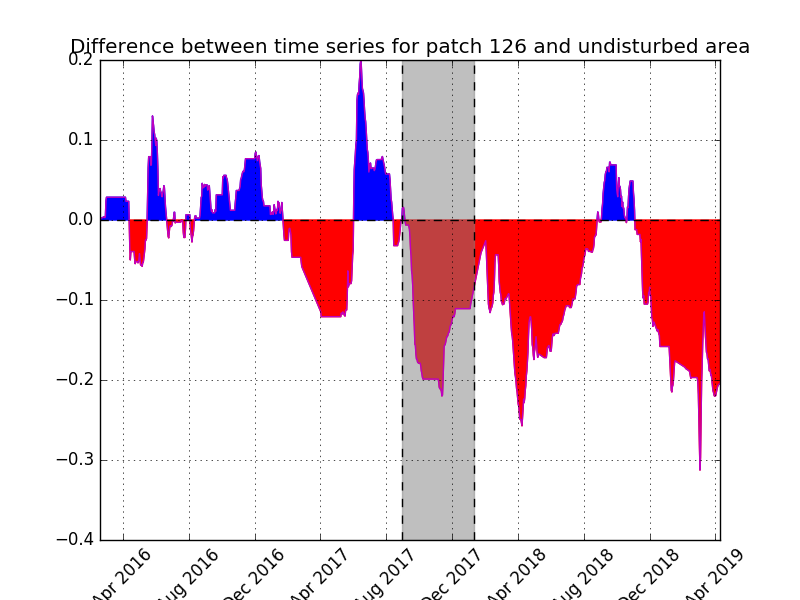 Difference between time series for patch 126 and undisturbed area
0.2
0.1
0.0
−0.1
−0.2
−0.3
−0.4
Apr 2016
Aug 2016
Dec 2016
Apr 2017
Aug 2017
Dec 2017
Apr 2018
Aug 2018
Dec 2018
Apr 2019